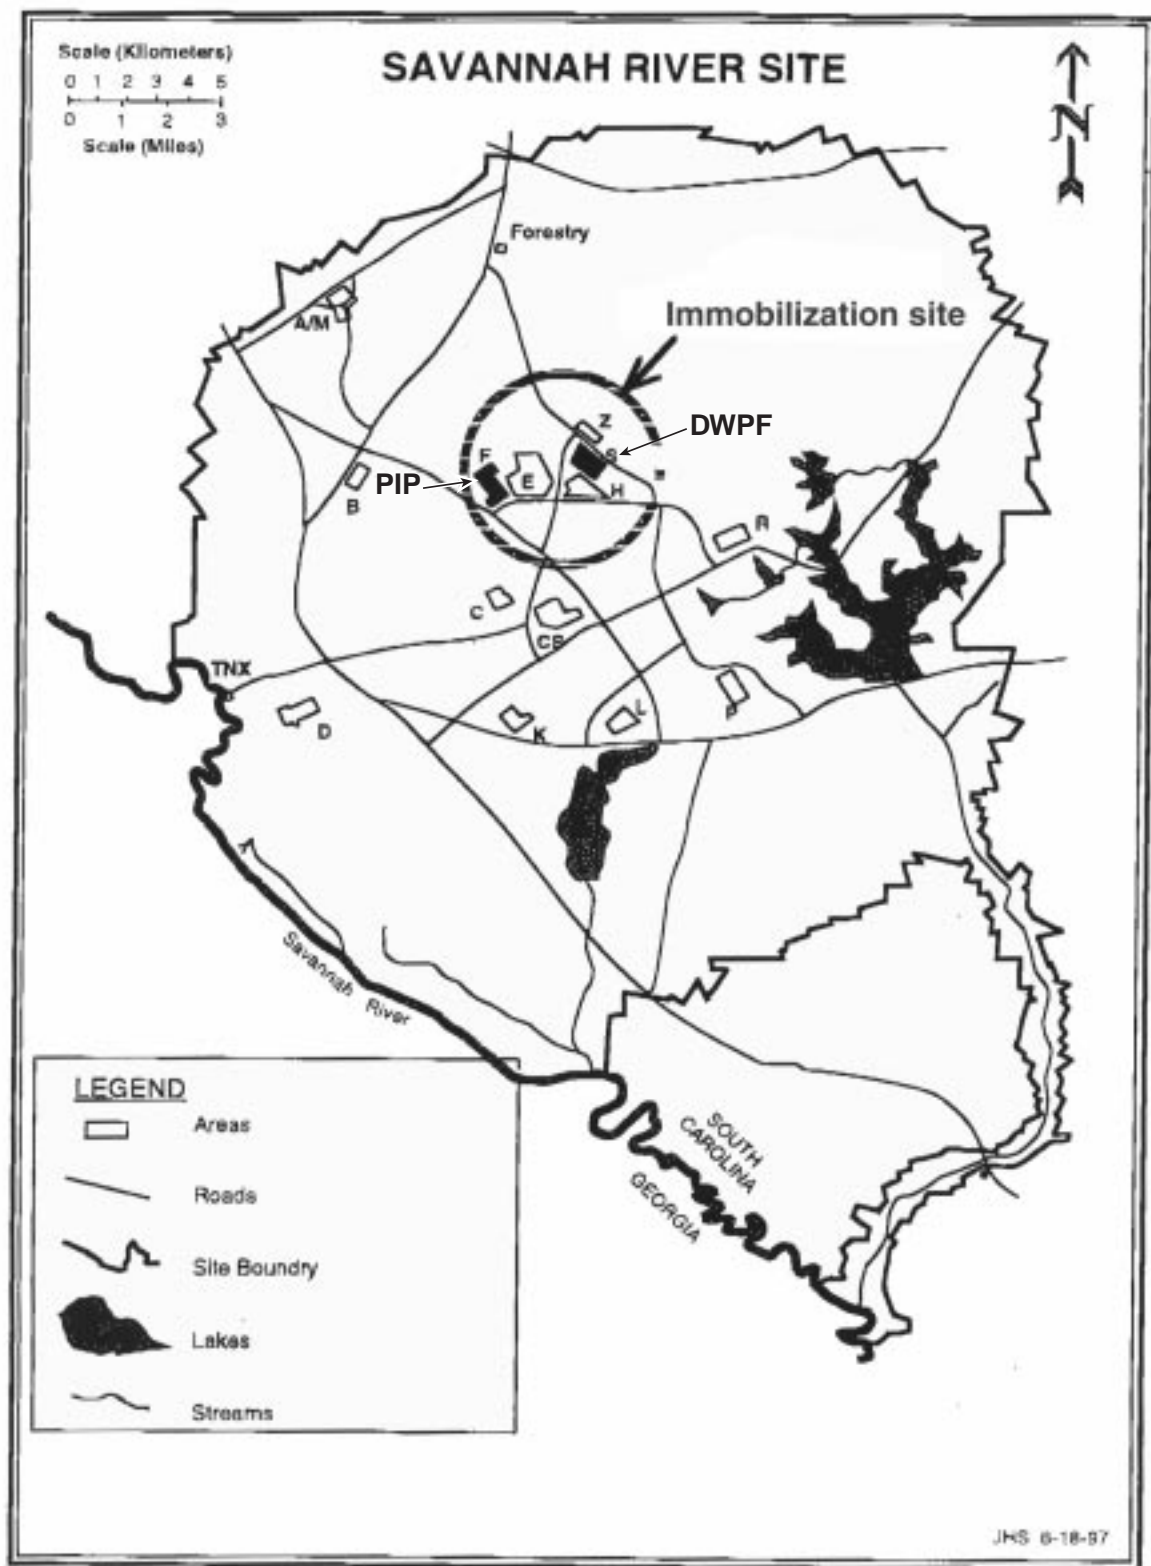 Scale (Kilometers)
0 1 2 3 4 5
0 1 2 3
Scale (Miles)
SAVANNAH RIVER SITE
N
Forestry
Immobilization site
A/M
Z
DWPF
S
F
E
PIP
H
B
R
C
CS
TNX
D
K
L
P
Savannah River
SOUTH
CAROLINA
GEORGIA
LEGEND
Areas
Roads
Site Boundry
Lakes
Streams
JHS 6-18-97